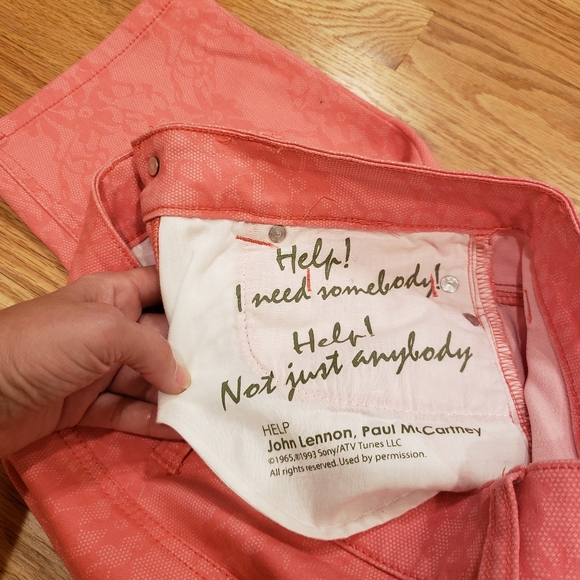 Help!
I need somebody!
Help!
Not just anybody
HELP
John Lennon, Paul McCartney
©1965,®1993 Sony/ATV Tunes LLC
All rights reserved. Used by permission.